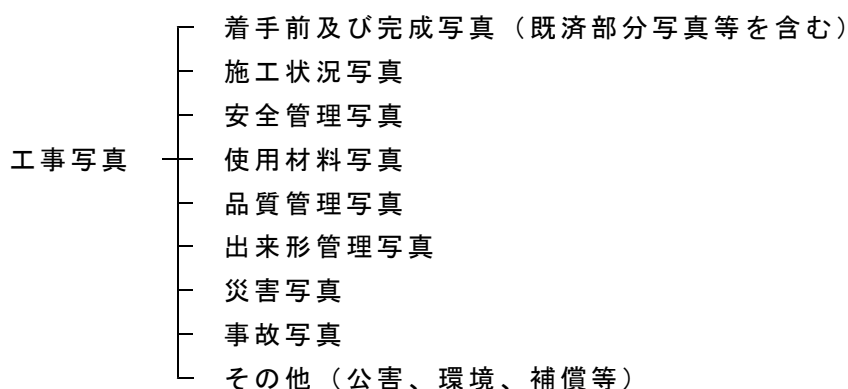 着手前及び完成写真（既済部分写真等を含む）
施工状況写真
安全管理写真
工事写真 使用材料写真
品質管理写真
出来形管理写真
災害写真
事故写真
その他（公害、環境、補償等）